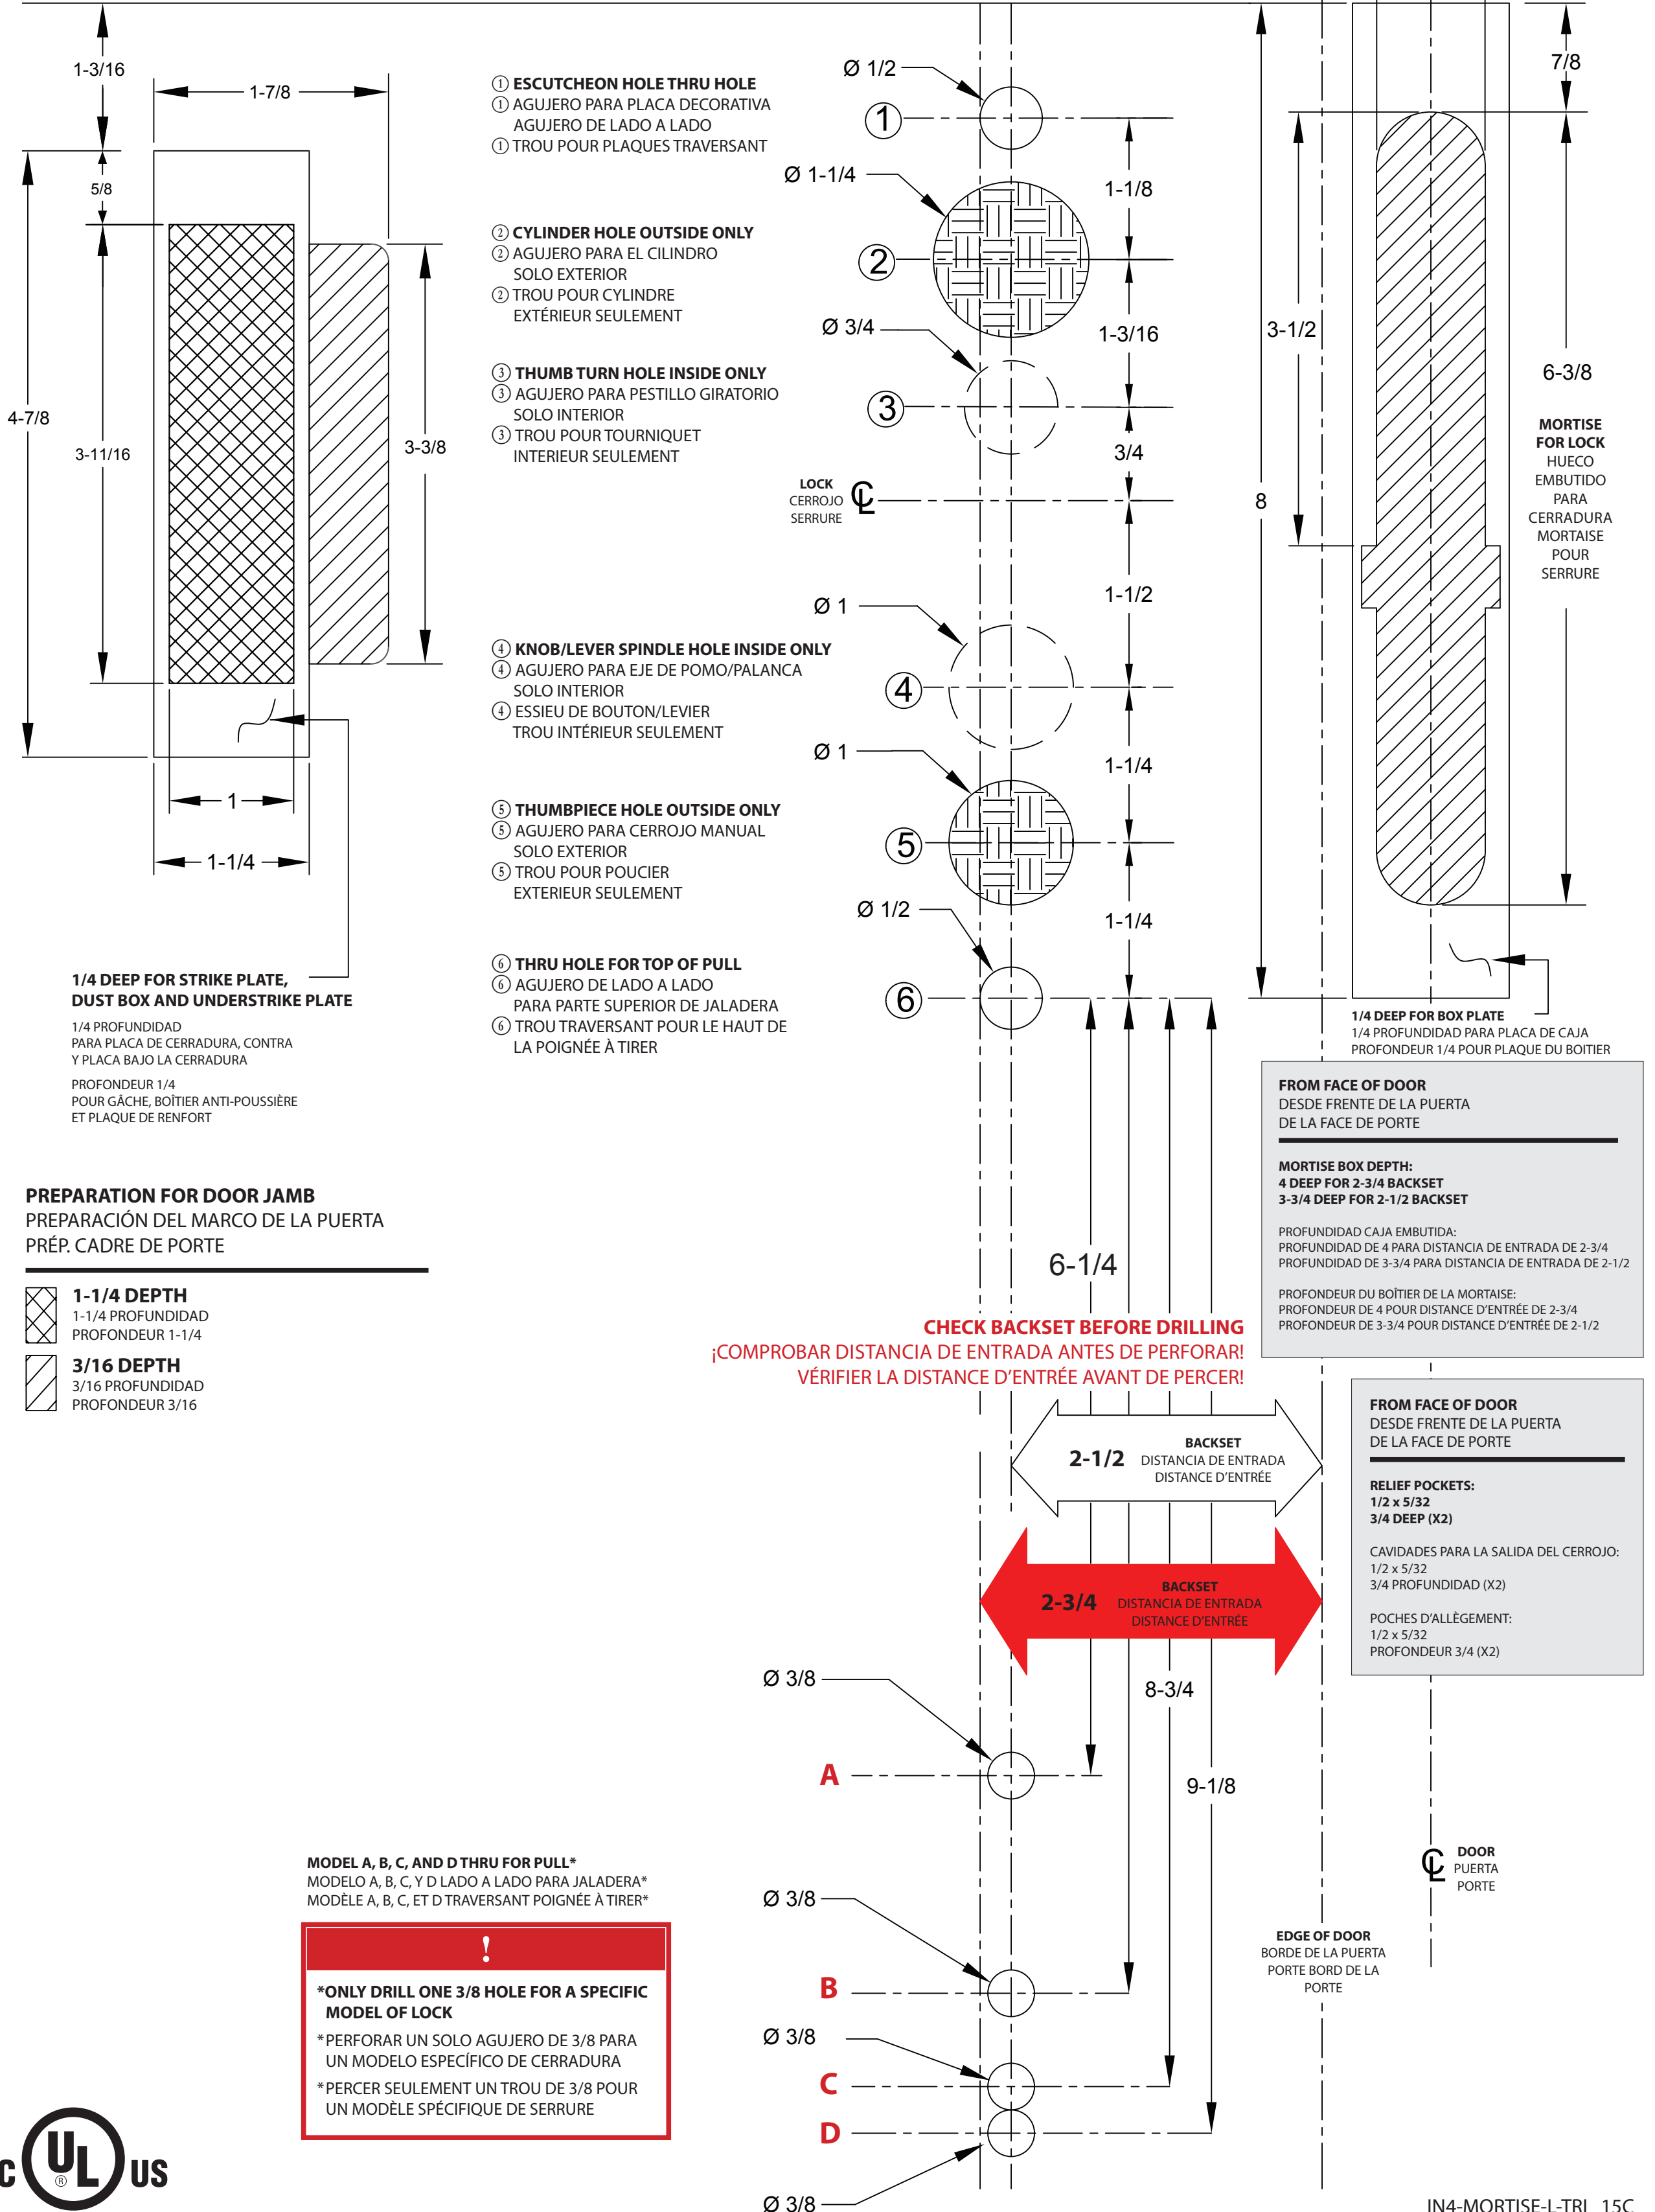 1-3/16
1-7/8
5/8
4-7/8
3-11/16
3-3/8
1
1-1/4
① ESCUTCHEON HOLE THRU HOLE
① AGUJERO PARA PLACA DECORATIVA
AGUJERO DE LADO A LADO
① TROU POUR PLAQUES TRAVERSANT
② CYLINDER HOLE OUTSIDE ONLY
② AGUJERO PARA EL CILINDRO
SOLO EXTERIOR
② TROU POUR CYLINDRE
EXTÉRIEUR SEULEMENT
③ THUMB TURN HOLE INSIDE ONLY
③ AGUJERO PARA PESTILLO GIRATORIO
SOLO INTERIOR
③ TROU POUR TOURNIQUET
INTERIEUR SEULEMENT
④ KNOB/LEVER SPINDLE HOLE INSIDE ONLY
④ AGUJERO PARA EJE DE POMO/PALANCA
SOLO INTERIOR
④ ESSIEU DE BOUTON/LEVIER
TROU INTÉRIEUR SEULEMENT
⑤ THUMBPIECE HOLE OUTSIDE ONLY
⑤ AGUJERO PARA CERROJO MANUAL
SOLO EXTERIOR
⑤ TROU POUR POUCIER
EXTERIEUR SEULEMENT
⑥ THRU HOLE FOR TOP OF PULL
⑥ AGUJERO DE LADO A LADO
PARA PARTE SUPERIOR DE JALADERA
⑥ TROU TRAVERSANT POUR LE HAUT DE
LA POIGNÉE À TIRER
Ø 1/2
①
Ø 1-1/4
1-1/8
②
Ø 3/4
1-3/16
③
3/4
LOCK
CERROJO
SERRURE
℄
1-1/2
Ø 1
④
Ø 1
1-1/4
⑤
Ø 1/2
1-1/4
⑥
8
7/8
3-1/2
6-3/8
MORTISE
FOR LOCK
HUECO
EMBUTIDO
PARA
CERRADURA
MORTAISE
POUR
SERRURE
1/4 DEEP FOR STRIKE PLATE,
DUST BOX AND UNDERSTRIKE PLATE
1/4 PROFUNDIDAD
PARA PLACA DE CERRADURA, CONTRA
Y PLACA BAJO LA CERRADURA
PROFONDEUR 1/4
POUR GÂCHE, BOÎTIER ANTI-POUSSIÈRE
ET PLAQUE DE RENFORT
1/4 DEEP FOR BOX PLATE
1/4 PROFUNDIDAD PARA PLACA DE CAJA
PROFONDEUR 1/4 POUR PLAQUE DU BOITIER
FROM FACE OF DOOR
DESDE FRENTE DE LA PUERTA
DE LA FACE DE PORTE
MORTISE BOX DEPTH:
4 DEEP FOR 2-3/4 BACKSET
3-3/4 DEEP FOR 2-1/2 BACKSET
PROFUNDIDAD CAJA EMBUTIDA:
PROFUNDIDAD DE 4 PARA DISTANCIA DE ENTRADA DE 2-3/4
PROFUNDIDAD DE 3-3/4 PARA DISTANCIA DE ENTRADA DE 2-1/2
PROFONDEUR DU BOÎTIER DE LA MORTAISE:
PROFONDEUR DE 4 POUR DISTANCE D'ENTRÉE DE 2-3/4
PROFONDEUR DE 3-3/4 POUR DISTANCE D'ENTRÉE DE 2-1/2
PREPARATION FOR DOOR JAMB
PREPARACIÓN DEL MARCO DE LA PUERTA
PRÉP. CADRE DE PORTE
1-1/4 DEPTH
1-1/4 PROFUNDIDAD
PROFONDEUR 1-1/4
3/16 DEPTH
3/16 PROFUNDIDAD
PROFONDEUR 3/16
6-1/4
CHECK BACKSET BEFORE DRILLING
¡COMPROBAR DISTANCIA DE ENTRADA ANTES DE PERFORAR!
VÉRIFIER LA DISTANCE D'ENTRÉE AVANT DE PERCER!
2-1/2
BACKSET
DISTANCIA DE ENTRADA
DISTANCE D'ENTRÉE
2-3/4
BACKSET
DISTANCIA DE ENTRADA
DISTANCE D'ENTRÉE
FROM FACE OF DOOR
DESDE FRENTE DE LA PUERTA
DE LA FACE DE PORTE
RELIEF POCKETS:
1/2 x 5/32
3/4 DEEP (X2)
CAVIDADES PARA LA SALIDA DEL CERROJO:
1/2 x 5/32
3/4 PROFUNDIDAD (X2)
POCHES D'ALLÈGEMENT:
1/2 x 5/32
PROFONDEUR 3/4 (X2)
8-3/4
9-1/8
Ø 3/8
A
Ø 3/8
B
Ø 3/8
C
D
Ø 3/8
℄
DOOR
PUERTA
PORTE
EDGE OF DOOR
BORDE DE LA PUERTA
PORTE BORD DE LA
PORTE
MODEL A, B, C, AND D THRU FOR PULL*
MODELO A, B, C, Y D LADO A LADO PARA JALADERA*
MODÈLE A, B, C, ET D TRAVERSANT POIGNÉE À TIRER*
!
*ONLY DRILL ONE 3/8 HOLE FOR A SPECIFIC
MODEL OF LOCK
*PERFORAR UN SOLO AGUJERO DE 3/8 PARA
UN MODELO ESPECÍFICO DE CERRADURA
*PERCER SEULEMENT UN TROU DE 3/8 POUR
UN MODÈLE SPÉCIFIQUE DE SERRURE
C UL ® US
IN4-MORTISE-L-TRI_15C